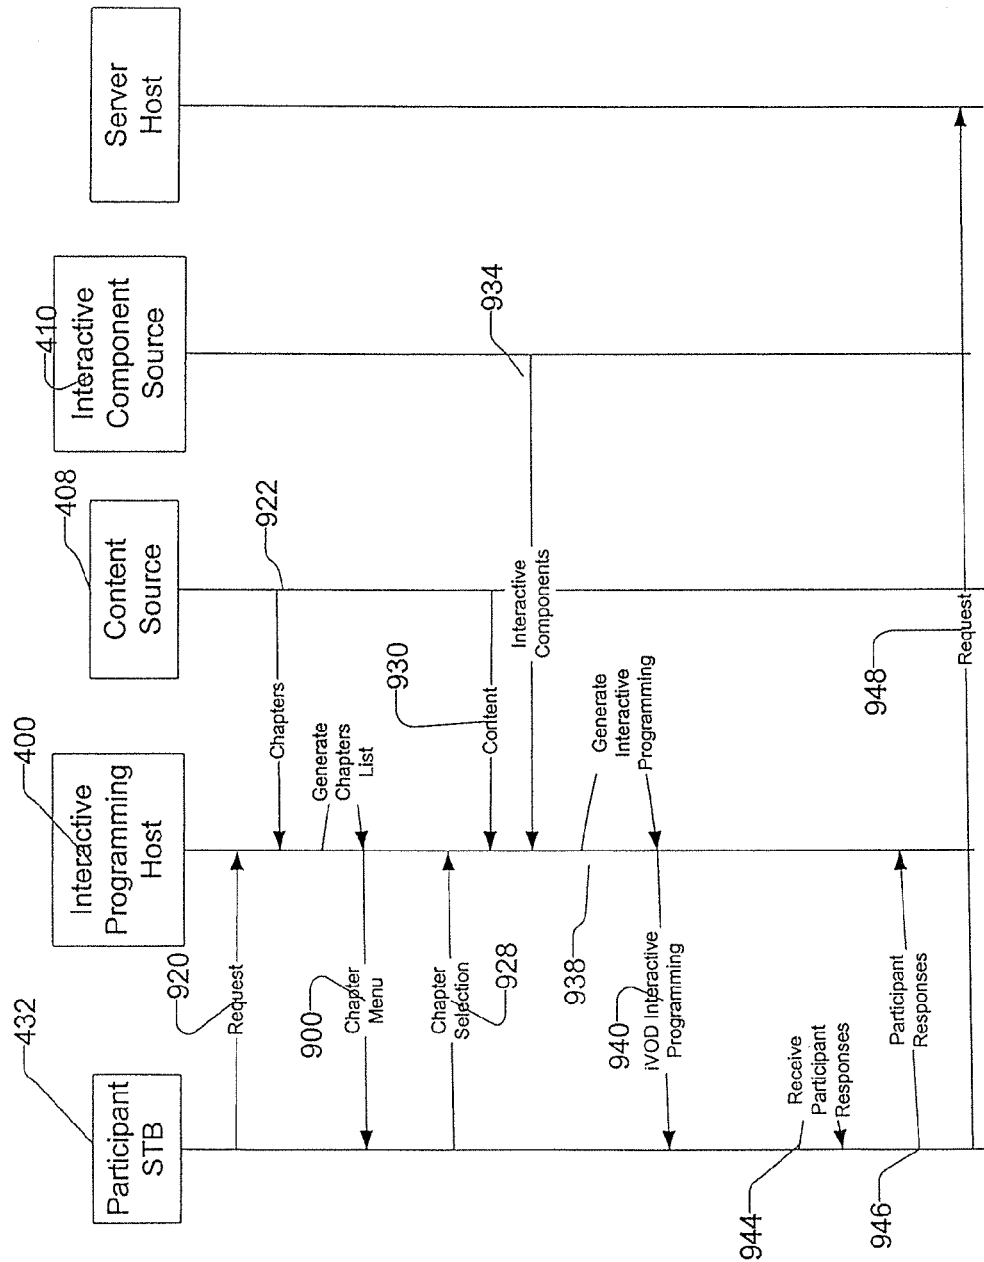 432
Participant
STB
400
Interactive
Programming
Host
408
Content
Source
410
Interactive
Component
Source
Server
Host
920
Request
922
Chapters
Generate
Chapters
List
900
Chapter
Menu
Chapter
Selection
928
930
Content
934
Interactive
Components
938
Generate
Interactive
Programming
940
iVOD Interactive
Programming
944
Receive
Participant
Responses
946
Participant
Responses
948
Request